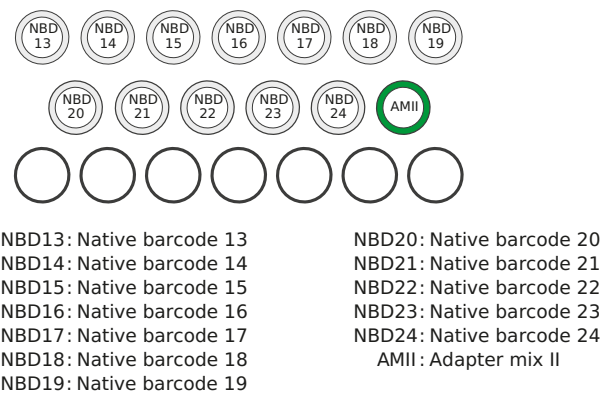 NBD 13
NBD 14
NBD 15
NBD 16
NBD 17
NBD 18
NBD 19
NBD 20
NBD 21
NBD 22
NBD 23
NBD 24
AMII
NBD13: Native barcode 13
NBD14: Native barcode 14
NBD15: Native barcode 15
NBD16: Native barcode 16
NBD17: Native barcode 17
NBD18: Native barcode 18
NBD19: Native barcode 19
NBD20: Native barcode 20
NBD21: Native barcode 21
NBD22: Native barcode 22
NBD23: Native barcode 23
NBD24: Native barcode 24
AMII: Adapter mix II